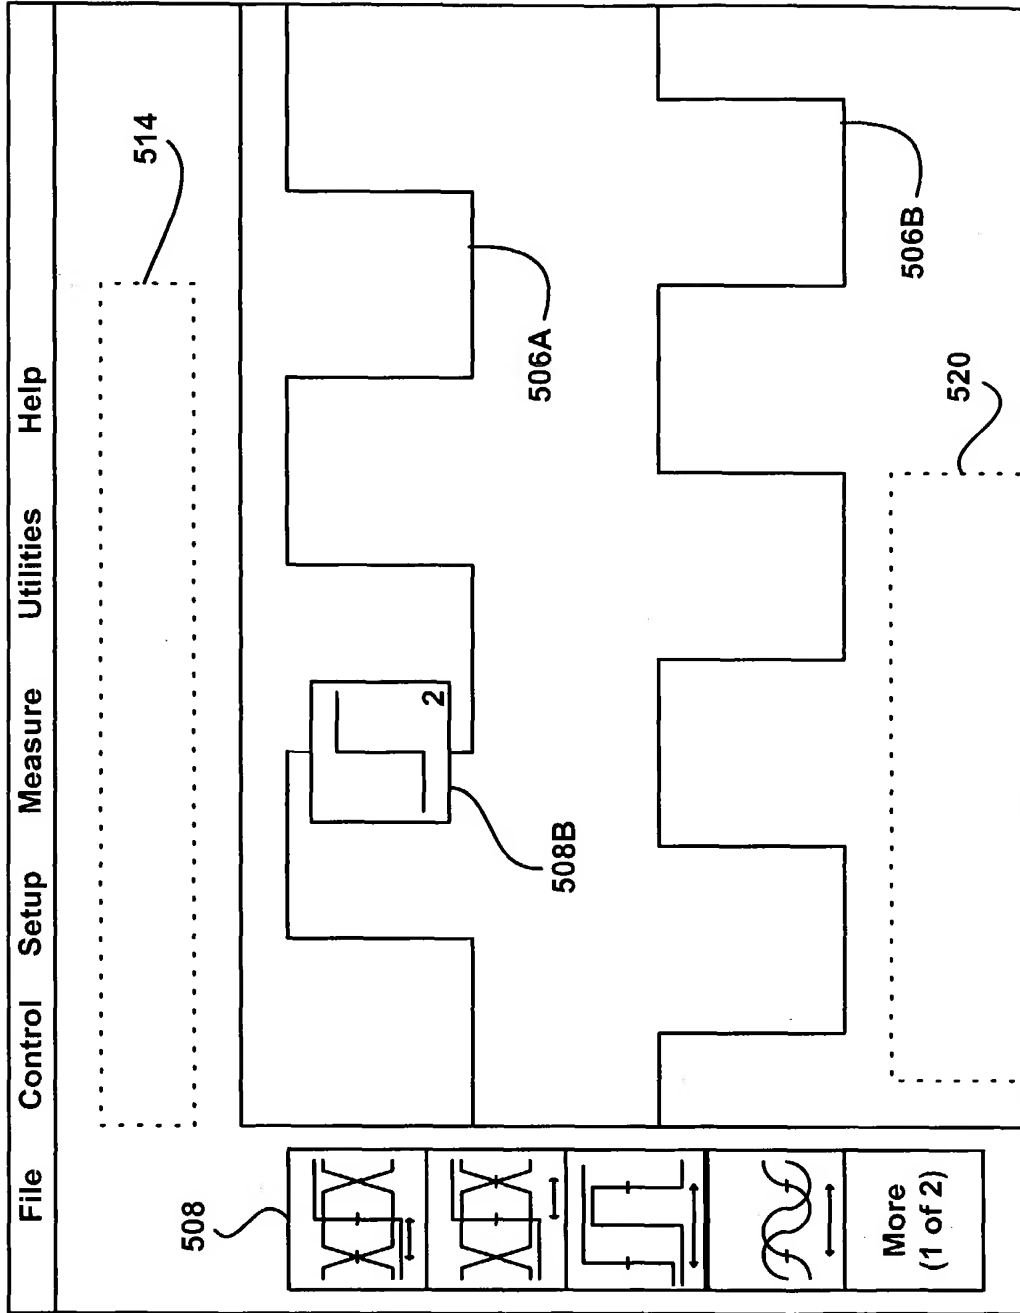 File Control Setup Measure Utilities Help
514
508
2
506A
508B
506B
520
More
(1 of 2)